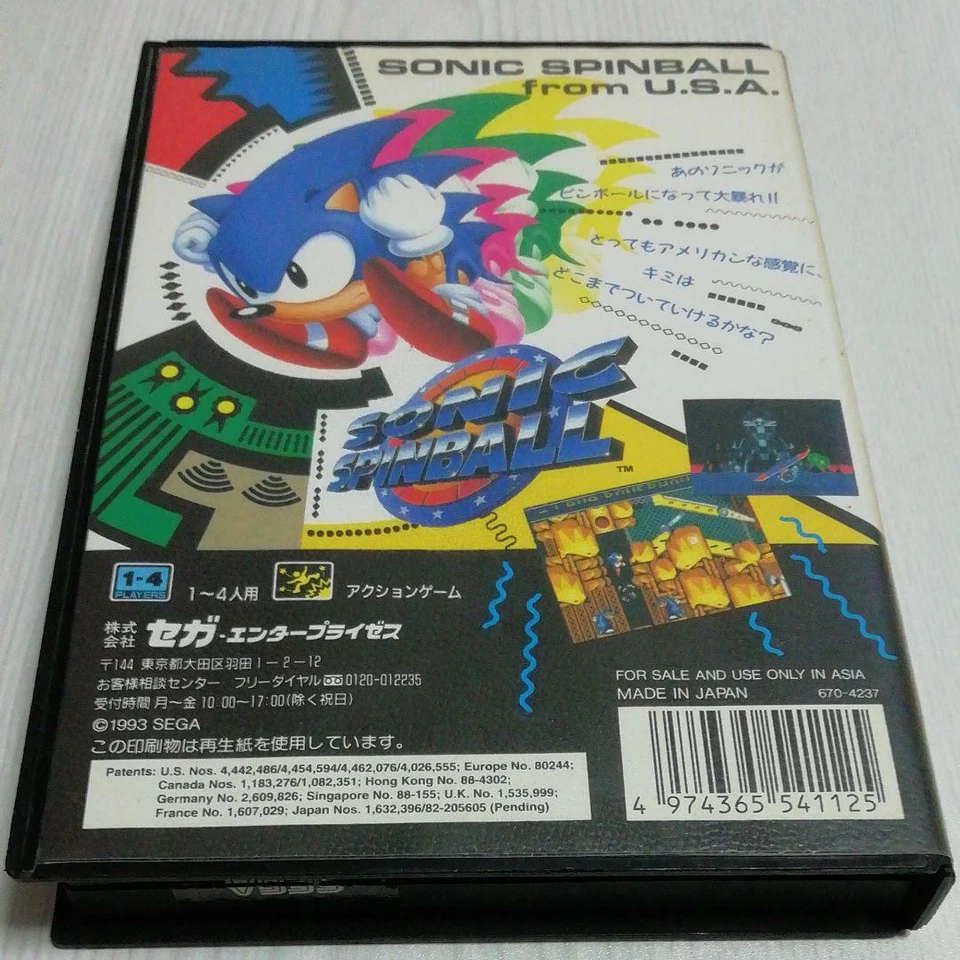 SONIC SPINBALL
from U.S.A.
あのソニックが
ピンボールになって大暴れ!!
とってもアメリカンな感覚に、
キミは
どこまでついていけるかな?
SONIC
SPINBALL
TM
1-4
PLAYERS
1〜4人用
アクションゲーム
株式
会社
セガ・エンタープライゼス
〒144 東京都大田区羽田1-2-12
お客様相談センター フリーダイヤル 0120-012235
受付時間 月〜金 10:00〜17:00(除く祝日)
©1993 SEGA
この印刷物は再生紙を使用しています。
Patents: U.S. Nos. 4,442,486/4,454,594/4,462,076/4,026,555; Europe No. 80244;
Canada Nos. 1,183,276/1,082,351; Hong Kong No. 88-4302;
Germany No. 2,609,826; Singapore No. 88-155; U.K. No. 1,535,999;
France No. 1,607,029; Japan Nos. 1,632,396/82-205605 (Pending)
FOR SALE AND USE ONLY IN ASIA
MADE IN JAPAN
670-4237
4 974365 541125
SEGA